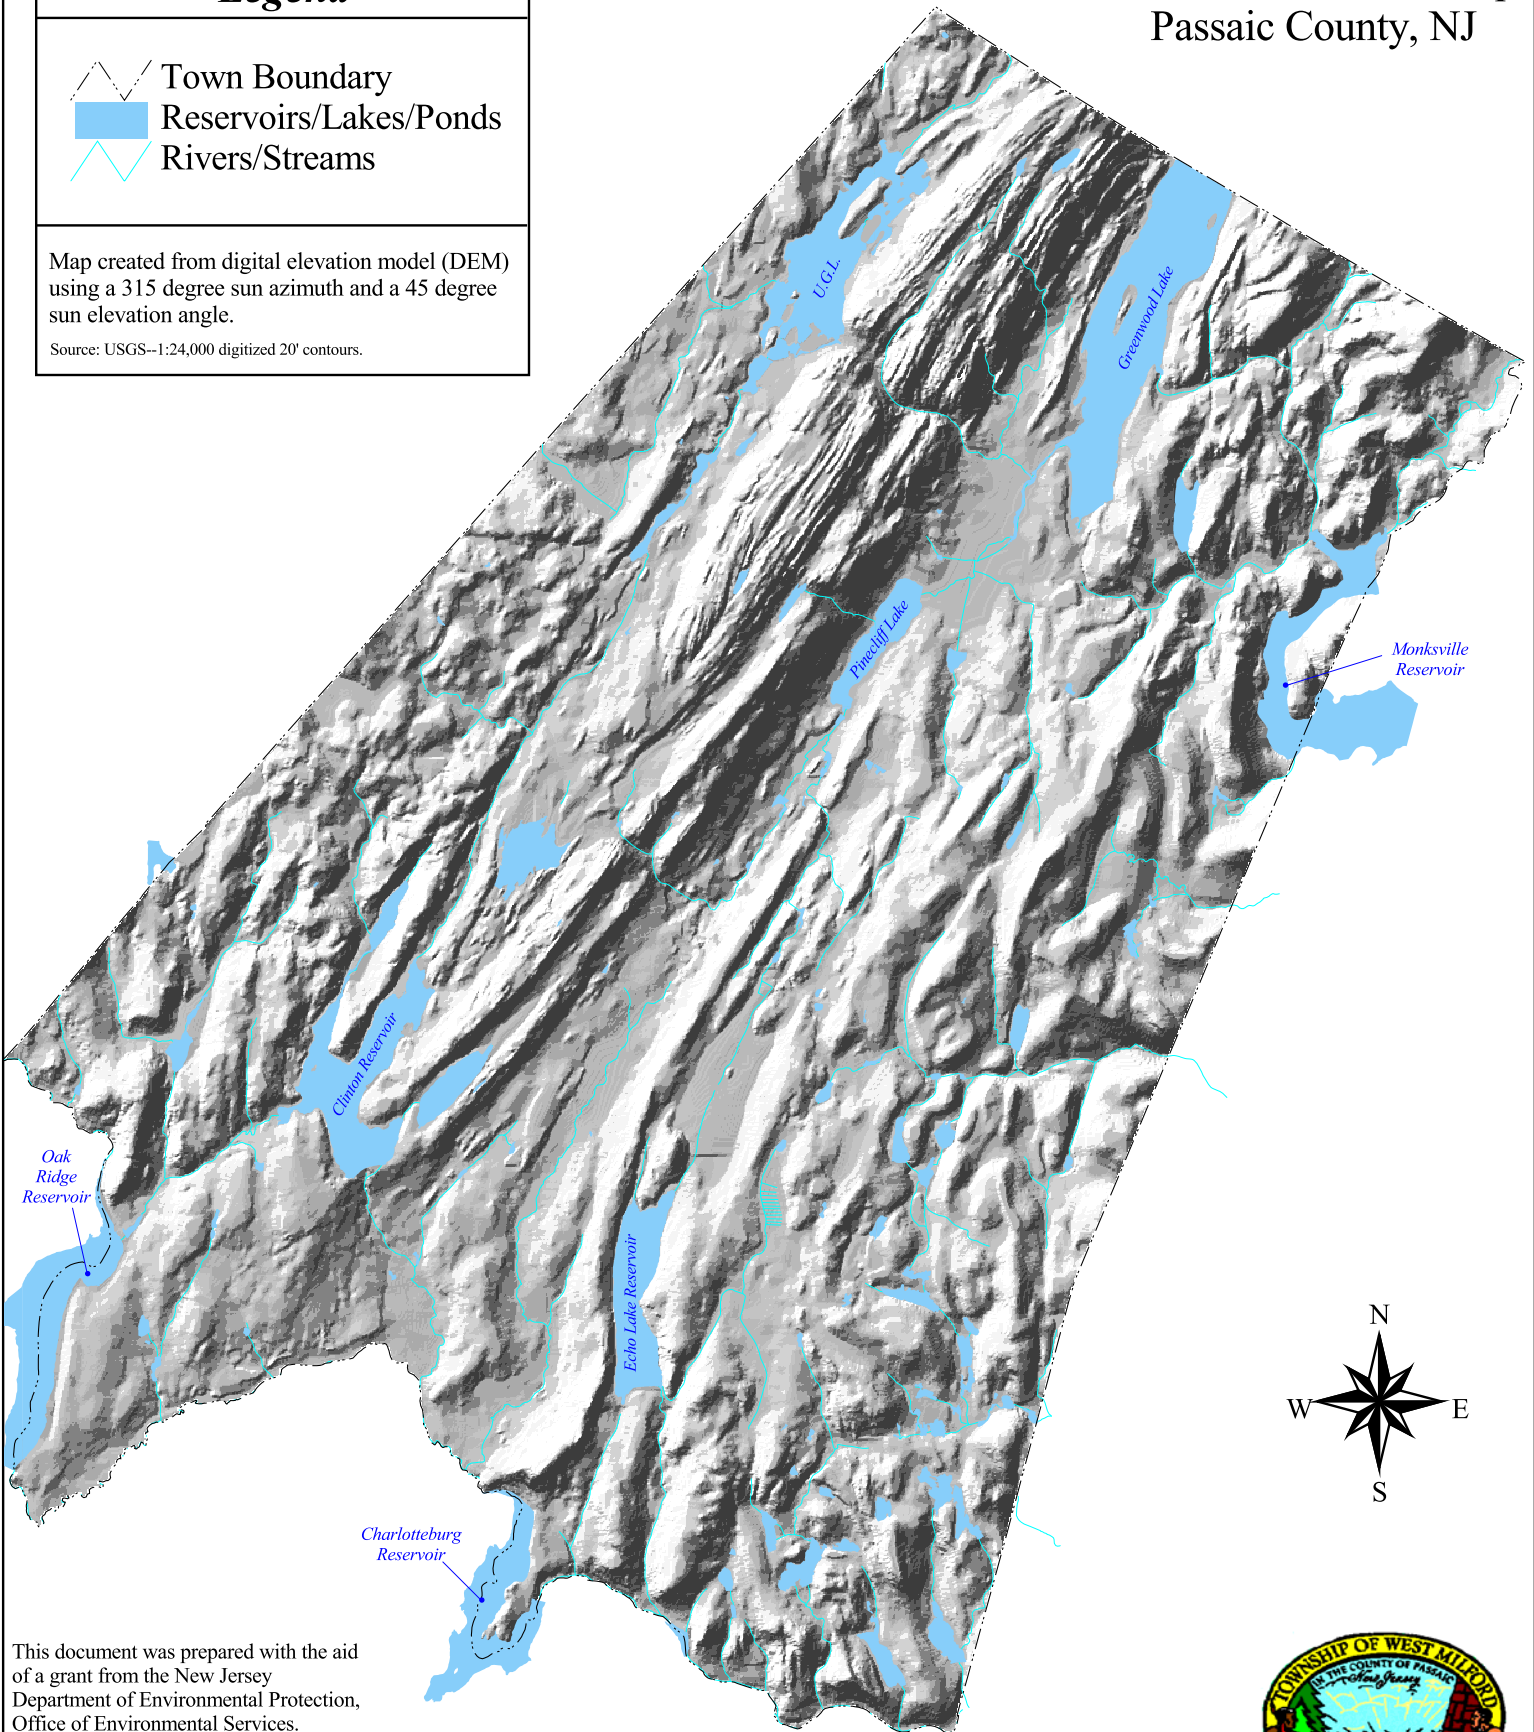 Legend
Town Boundary
Reservoirs/Lakes/Ponds
Rivers/Streams
Map created from digital elevation model (DEM)
using a 315 degree sun azimuth and a 45 degree
sun elevation angle.
Source: USGS--1:24,000 digitized 20' contours.
Passaic County, NJ
U.G.L.
Greenwood Lake
Pinecliff Lake
Monksville
Reservoir
Clinton Reservoir
Oak
Ridge
Reservoir
Echo Lake Reservoir
Charlotteburg
Reservoir
N
W
E
S
This document was prepared with the aid
of a grant from the New Jersey
Department of Environmental Protection,
Office of Environmental Services.
TOWNSHIP OF WEST MILFORD
IN THE COUNTY OF PASSAIC
New Jersey